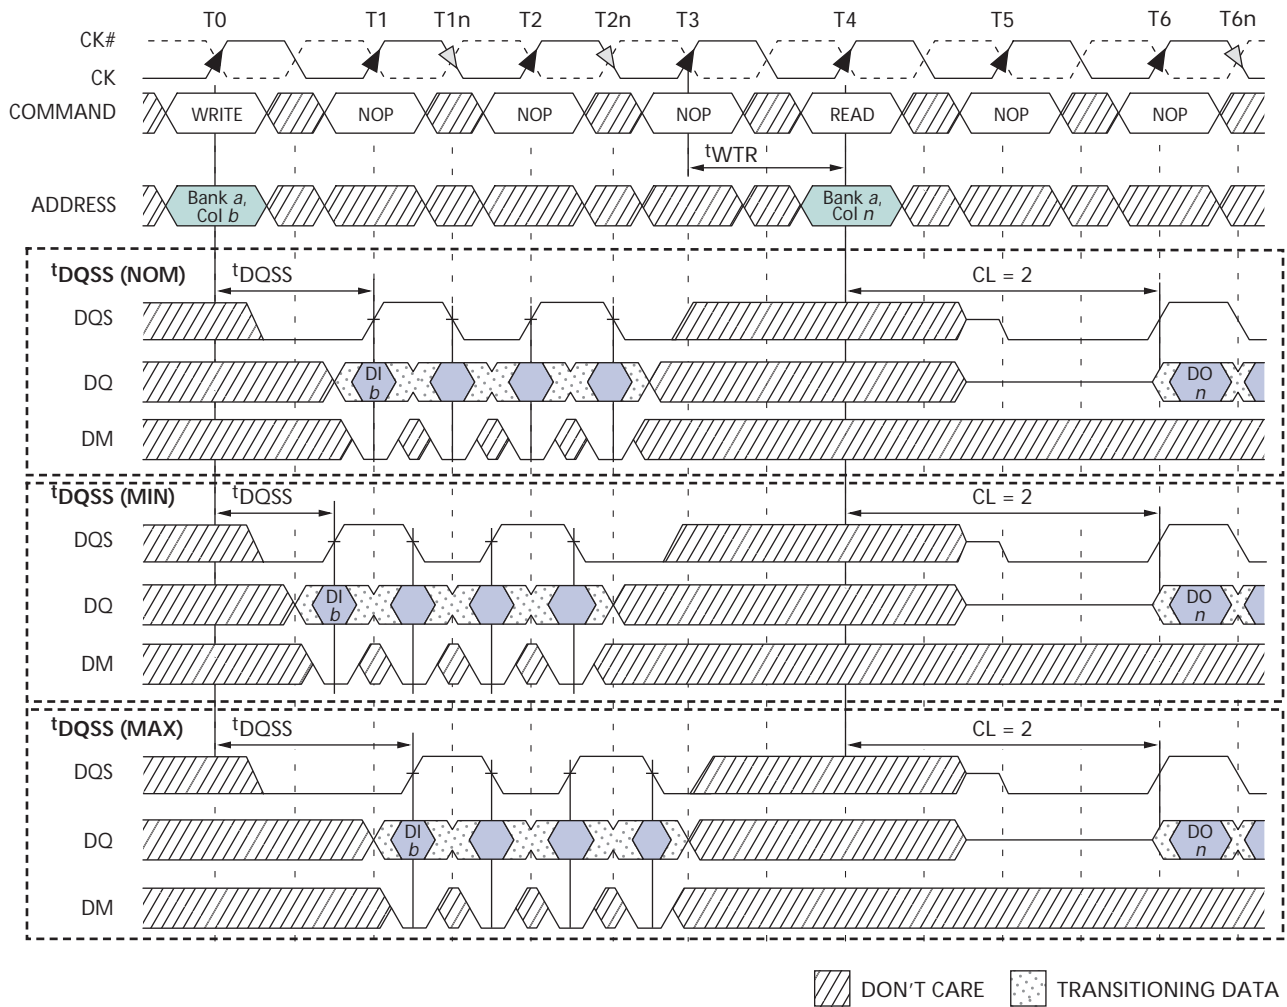 T0 T1 T1n T2 T2n T3 T4 T5 T6 T6n
CK#
CK
COMMAND WRITE NOP NOP NOP READ NOP NOP
tWTR
ADDRESS Bank a, Col b Bank a, Col n
tDQSS (NOM) tDQSS CL = 2
DQS
DQ DI b DO n
DM
tDQSS (MIN) tDQSS CL = 2
DQS
DQ DI b DO n
DM
tDQSS (MAX) tDQSS CL = 2
DQS
DQ DI b DO n
DM
DON'T CARE TRANSITIONING DATA